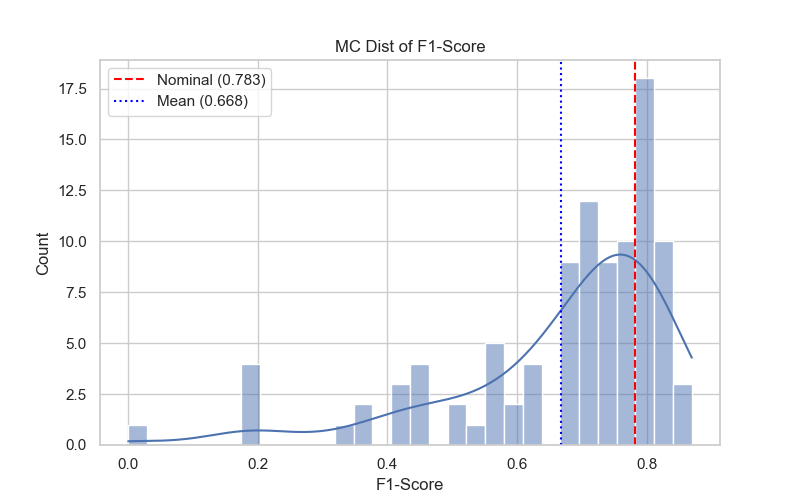 MC Dist of F1-Score
Nominal (0.783)
Mean (0.668)
Count
17.5
15.0
12.5
10.0
7.5
5.0
2.5
0.0
0.0 0.2 0.4 0.6 0.8
F1-Score